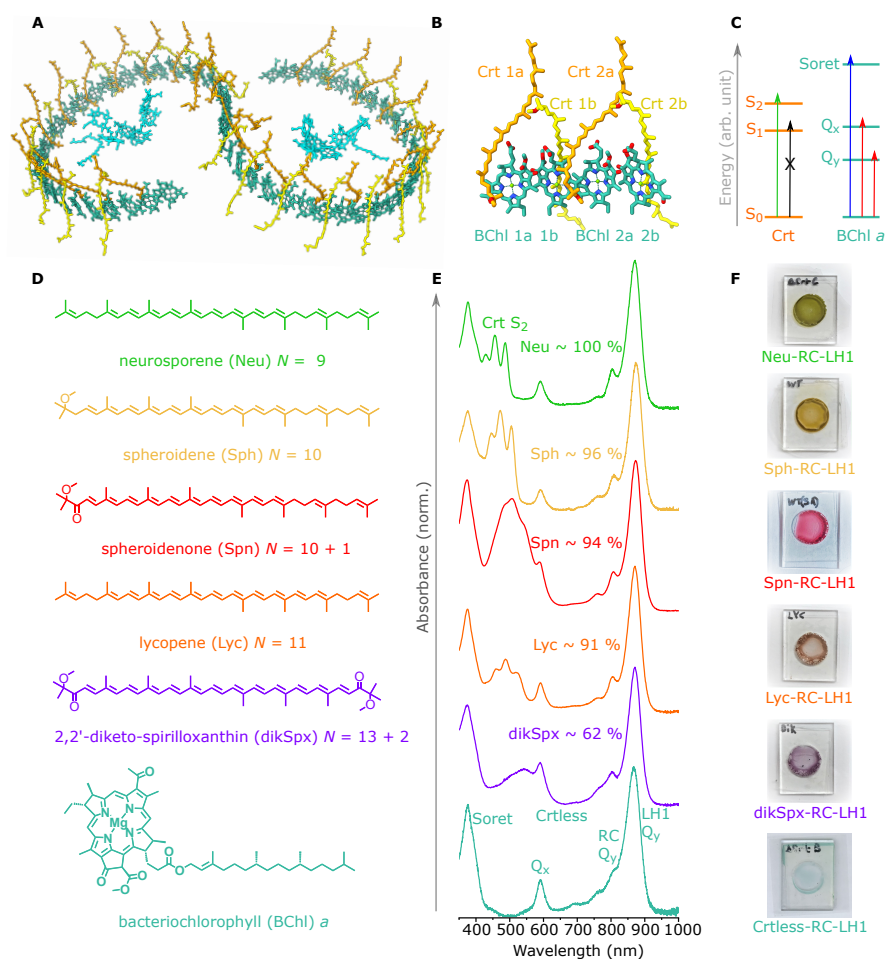 A
B
C
Crt 1a
Crt 2a
Crt 1b
Crt 2b
BChl 1a 1b
BChl 2a 2b
Energy (arb. unit)
S2
S1
S0
Crt
Soret
Qx
Qy
BChl a
D
neurosporene (Neu) N = 9
O
spheroidene (Sph) N = 10
O
O
spheroidenone (Spn) N = 10 + 1
lycopene (Lyc) N = 11
O
O
O
O
2,2'-diketo-spirilloxanthin (dikSpx) N = 13 + 2
O
N
N
Mg
N
N
O
O
O
O
O
bacteriochlorophyll (BChl) a
E
Absorbance (norm.)
Crt S2
Neu ~ 100 %
Sph ~ 96 %
Spn ~ 94 %
Lyc ~ 91 %
dikSpx ~ 62 %
Soret
Crtless
Qx
RC
Qy
LH1
Qy
400 500 600 700 800 900 1000
Wavelength (nm)
F
Neu-RC-LH1
WT
Sph-RC-LH1
Spn-RC-LH1
LYC
Lyc-RC-LH1
dikSpx-RC-LH1
Crtless-RC-LH1